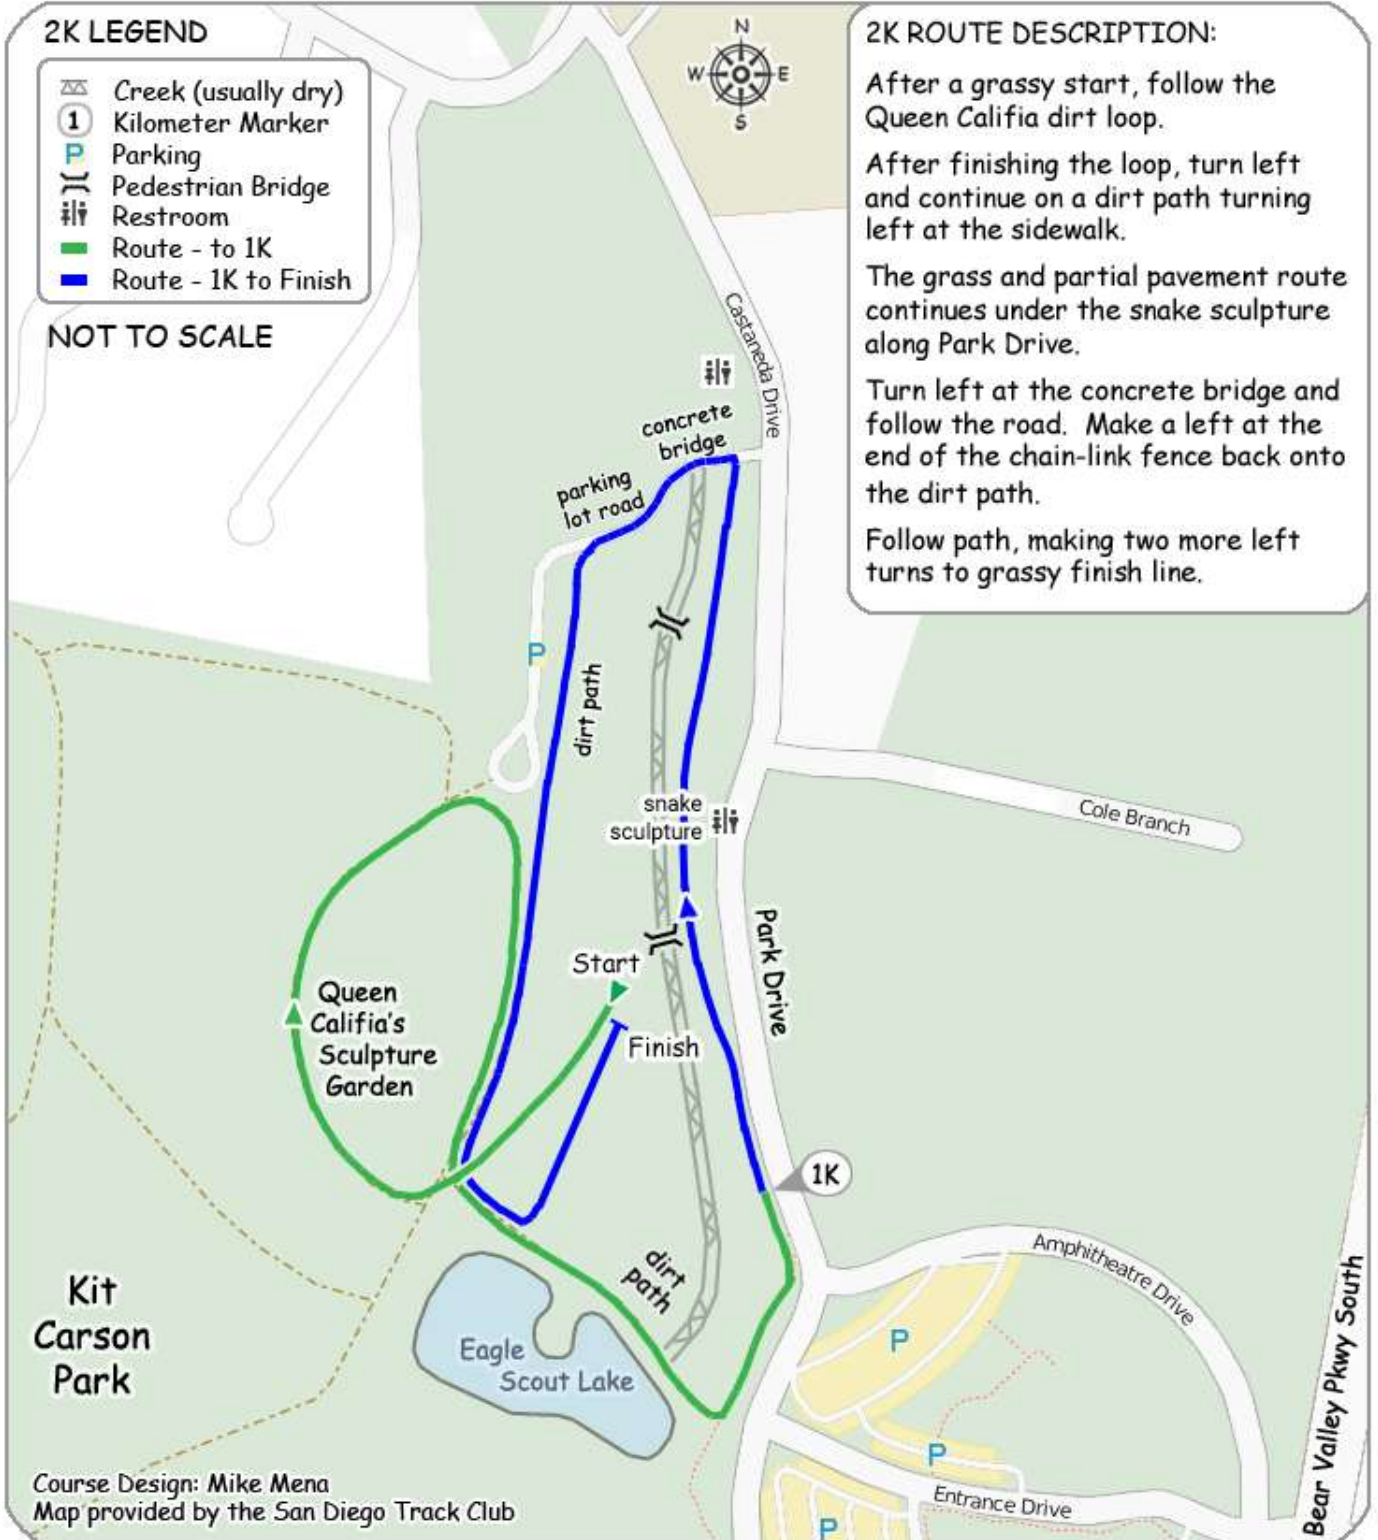 2K LEGEND
Creek (usually dry)
1
Kilometer Marker
P
Parking
Pedestrian Bridge
Restroom
Route - to 1K
Route - 1K to Finish
NOT TO SCALE
N
W
E
S
2K ROUTE DESCRIPTION:
After a grassy start, follow the
Queen Califia dirt loop.
After finishing the loop, turn left
and continue on a dirt path turning
left at the sidewalk.
The grass and partial pavement route
continues under the snake sculpture
along Park Drive.
Turn left at the concrete bridge and
follow the road.  Make a left at the
end of the chain-link fence back onto
the dirt path.
Follow path, making two more left
turns to grassy finish line.
Castaneda Drive
concrete
bridge
parking
lot road
P
dirt path
snake
sculpture
Cole Branch
Park Drive
Start
Finish
Queen
Califia's
Sculpture
Garden
1K
dirt
path
Amphitheatre Drive
Kit
Carson
Park
Eagle
Scout Lake
P
P
P
Entrance Drive
Bear Valley Pkwy South
Course Design: Mike Mena
Map provided by the San Diego Track Club